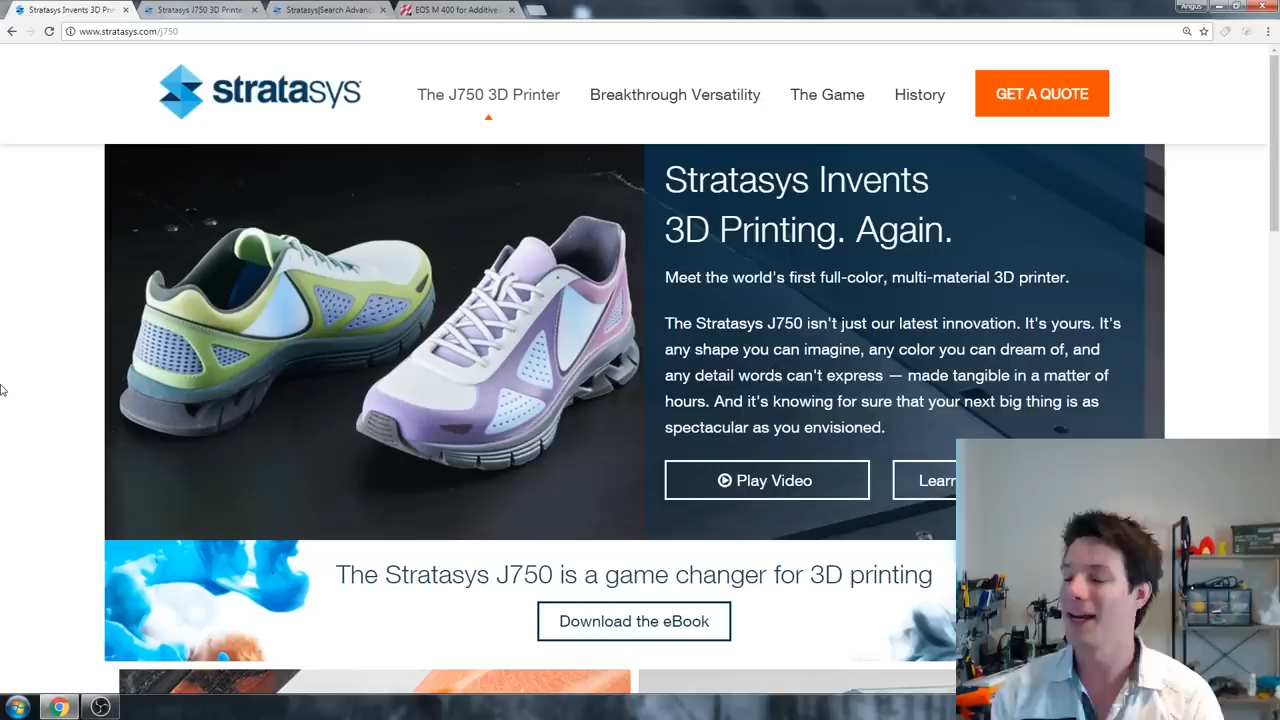 Stratasys Invents 3D Prin
Stratasys J750 3D Printe
Stratasys|Search Advanc
EOS M 400 for Additive
Angus
www.stratasys.com/j750
stratasys
The J750 3D Printer
Breakthrough Versatility
The Game
History
GET A QUOTE
Stratasys Invents
3D Printing. Again.
Meet the world's first full-color, multi-material 3D printer.
The Stratasys J750 isn't just our latest innovation. It's yours. It's
any shape you can imagine, any color you can dream of, and
any detail words can't express — made tangible in a matter of
hours. And it's knowing for sure that your next big thing is as
spectacular as you envisioned.
Play Video
Learn
The Stratasys J750 is a game changer for 3D printing
Download the eBook